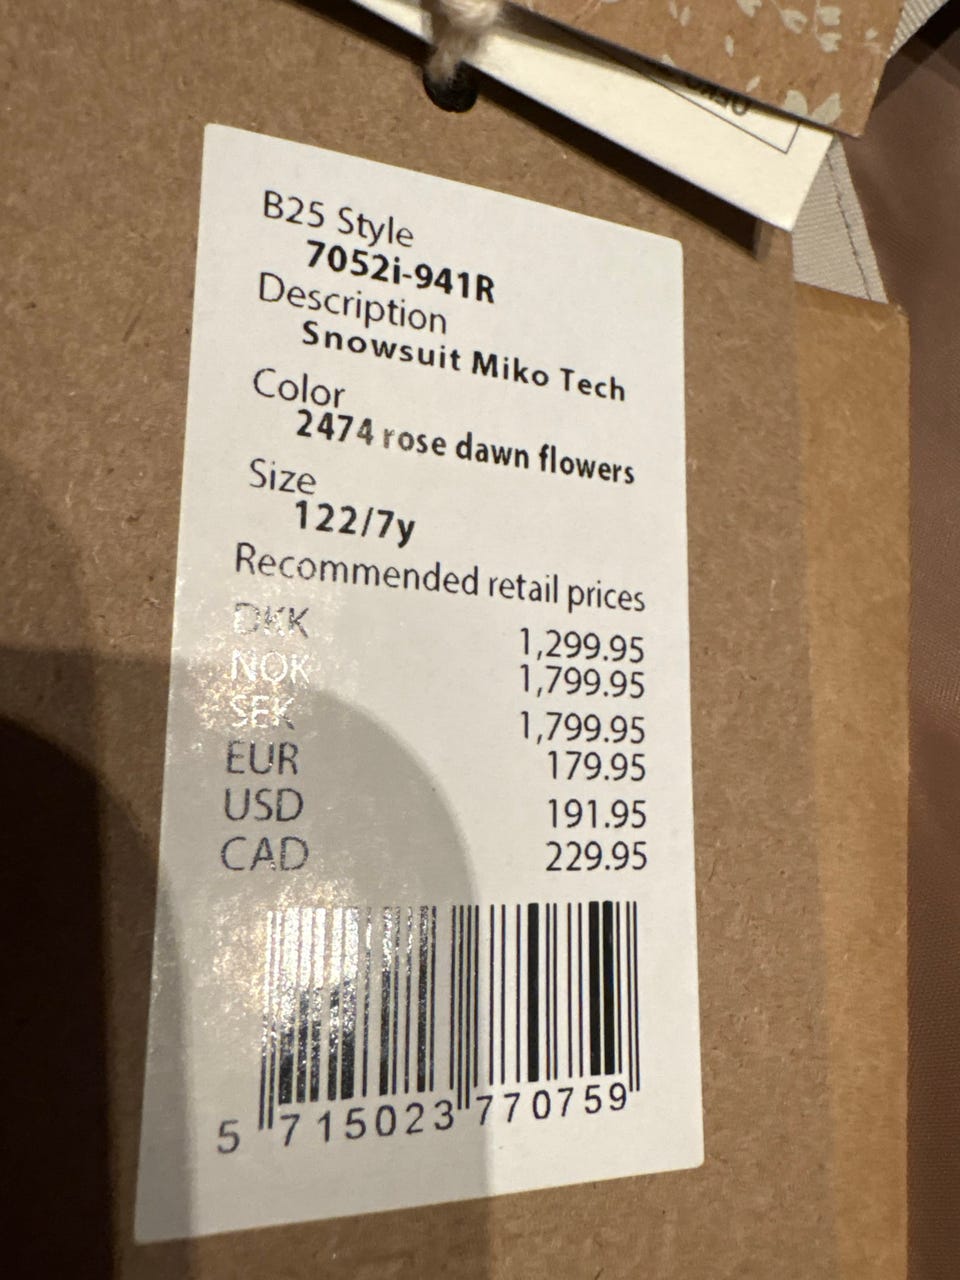 B25 Style
7052i-941R
Description
Snowsuit Miko Tech
Color
2474 rose dawn flowers
Size
122/7y
Recommended retail prices
DKK 1,299.95
NOK 1,799.95
SEK 1,799.95
EUR 179.95
USD 191.95
CAD 229.95
5 715023 770759